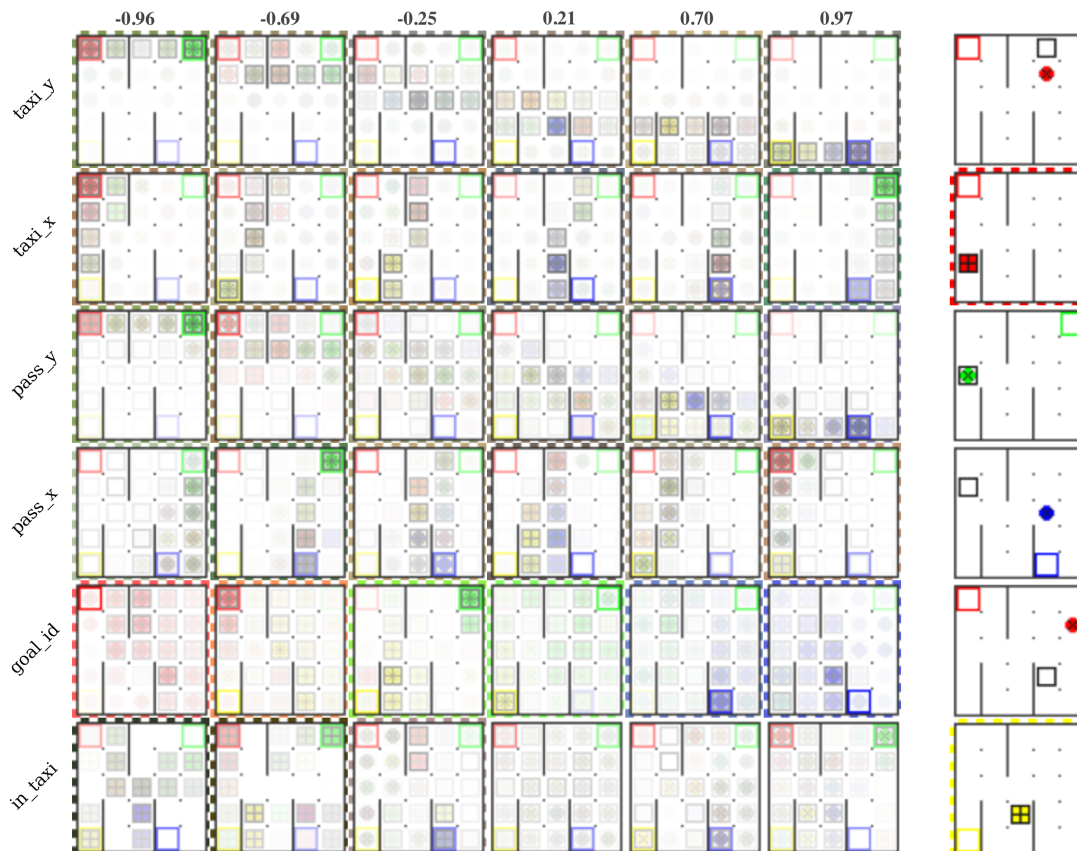 -0.96 -0.69 -0.25 0.21 0.70 0.97
taxi_y
taxi_x
pass_y
pass_x
goal_id
in_taxi